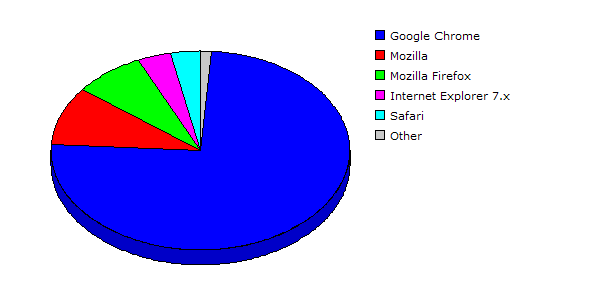 Google Chrome
Mozilla
Mozilla Firefox
Internet Explorer 7.x
Safari
Other